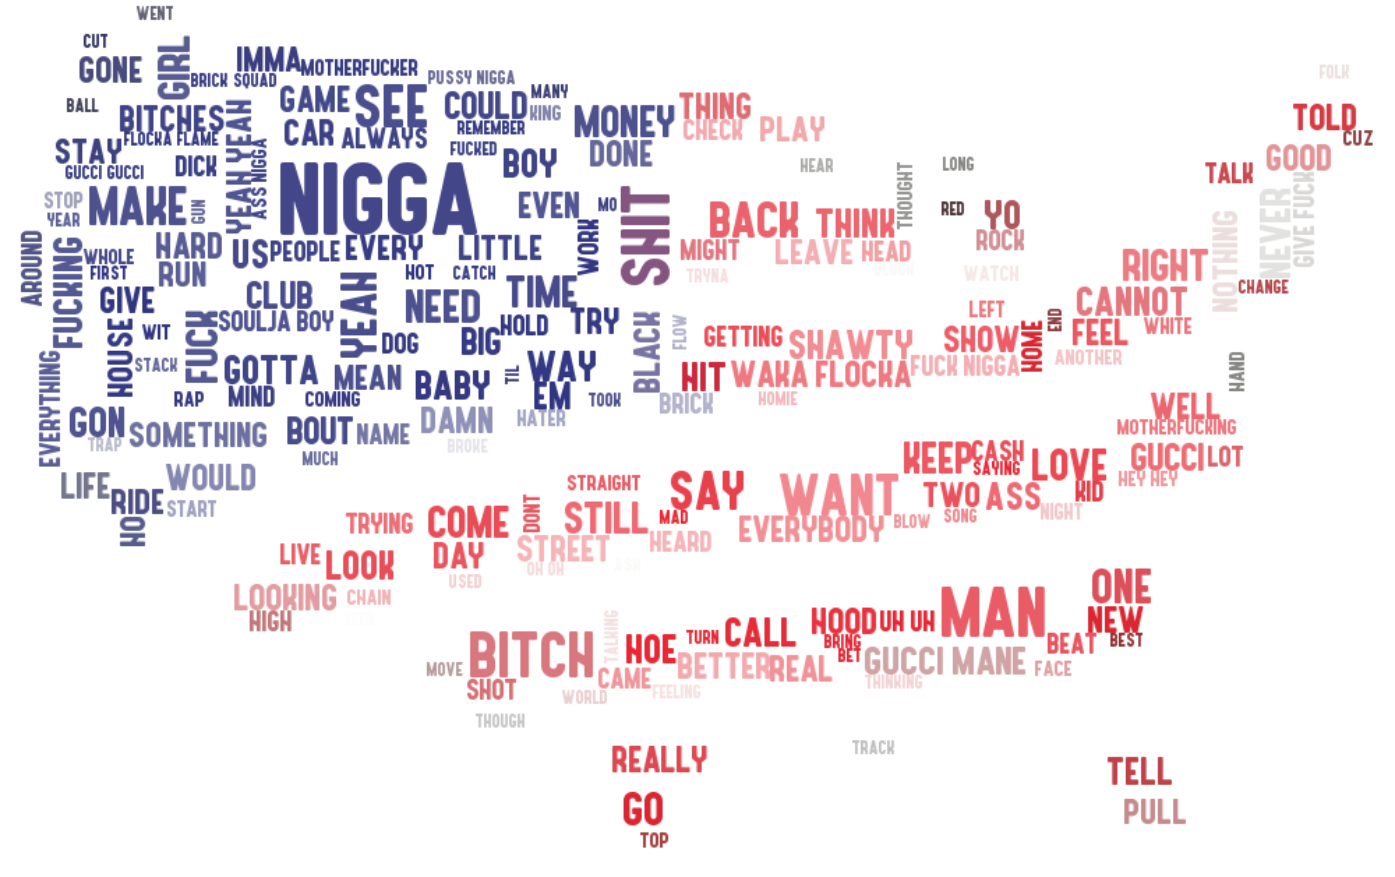 WENT
CUT
GONE
GIRL
IMMA
MOTHERFUCKER
BRICK SQUAD
PUSSY NIGGA
BALL
BITCHES
YEAH YEAH
GAME
SEE
COULD
MANY
KING
FLOCKA FLAME
CAR
ALWAYS
REMEMBER
MONEY
THING
CHECK
PLAY
FOLK
TOLD
CUZ
STAY
GUCCI GUCCI
DICK
ASS NIGGA
FUCKED
BOY
DONE
HEAR
THOUGHT
LONG
TALK
GOOD
STOP
YEAR
MAKE
GUN
NIGGA
EVEN
MO
SHIT
BACK
THINK
RED
YO
ROCK
NOTHING
NEVER
GIVE FUCK
AROUND
FUCKING
WHOLE
FIRST
HARD
RUN
US
PEOPLE
EVERY
LITTLE
WORK
MIGHT
LEAVE
HEAD
TRYNA
BLOCK
WATCH
RIGHT
CHANGE
GIVE
CLUB
YEAH
HOT
CATCH
NEED
TIME
LEFT
CANNOT
HOUSE
WIT
FUCK
SOULJA BOY
DOG
BIG
HOLD
TRY
BLACK
FLOW
GETTING
SHAWTY
SHOW
HOME
END
FEEL
WHITE
ANOTHER
HAND
EVERYTHING
STACK
GOTTA
MEAN
BABY
TIL
WAY
EM
TOOK
HIT
WAKA FLOCKA
FUCK NIGGA
RAP
MIND
COMING
BRICK
HOMIE
GON
TRAP
SOMETHING
BOUT
NAME
DAMN
HATER
BROKE
MUCH
WELL
MOTHERFUCKING
LIFE
RIDE
HO
WOULD
START
STRAIGHT
SAY
WANT
KEEP
CASH
SAYING
LOVE
KID
GUCCI
LOT
HEY HEY
TRYING
COME
DONT
STILL
MAD
EVERYBODY
BLOW
TWO
ASS
SONG
NIGHT
LIVE
LOOK
DAY
STREET
OH OH
USED
HEARD
LOOKING
HIGH
CHAIN
TALKING
HOE
TURN
CALL
HOOD
UH UH
BRING
BET
MAN
ONE
NEW
BEST
BEAT
MOVE
BITCH
SHOT
CAME
BETTER
REAL
GUCCI MANE
FACE
WORLD
FEELING
THINKING
THOUGH
TRACK
REALLY
GO
TOP
TELL
PULL